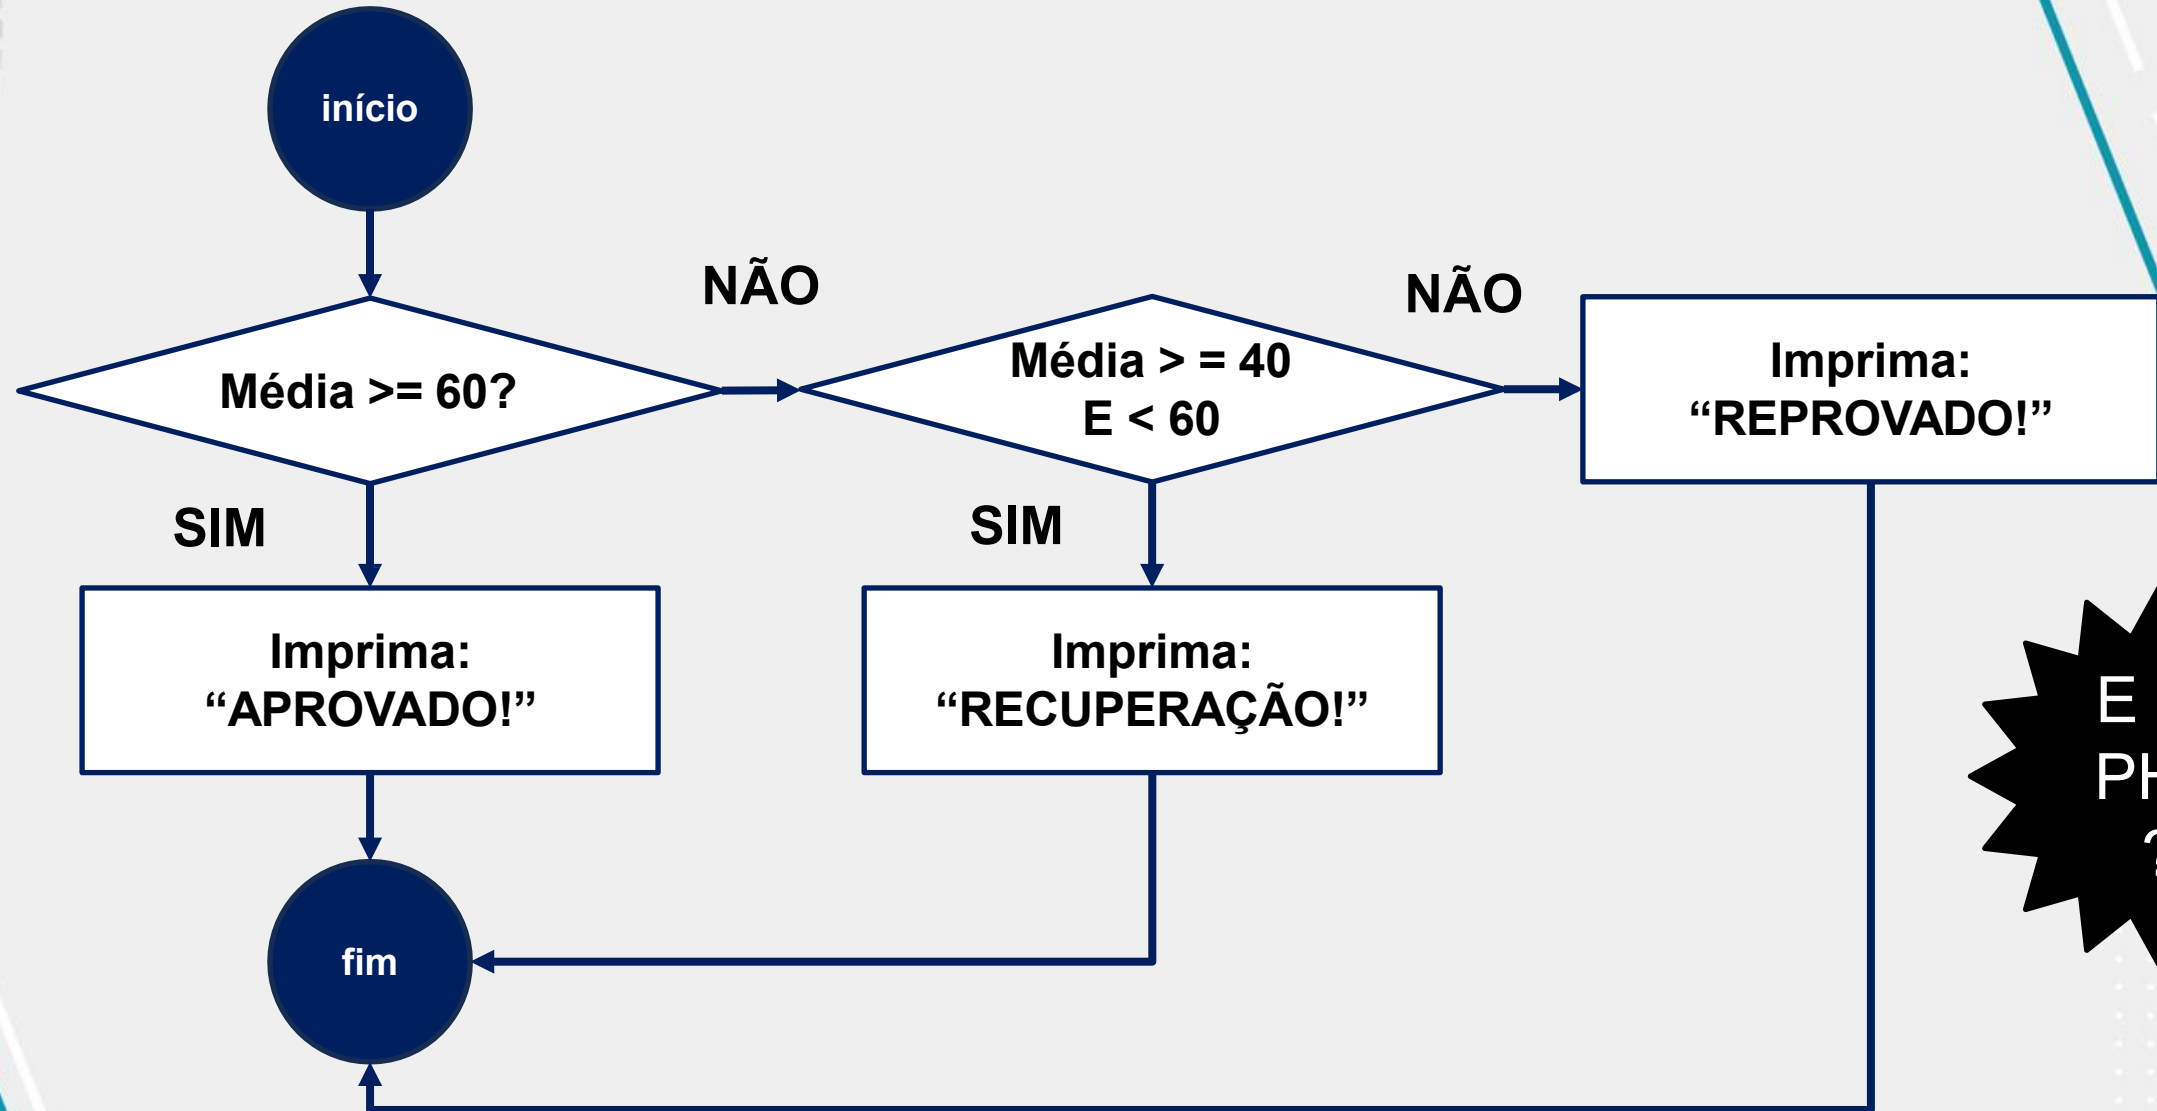 início
NÃO
NÃO
Média >= 60?
Média > = 40
E < 60
Imprima:
“REPROVADO!”
SIM
SIM
Imprima:
“APROVADO!”
Imprima:
“RECUPERAÇÃO!”
E
fim